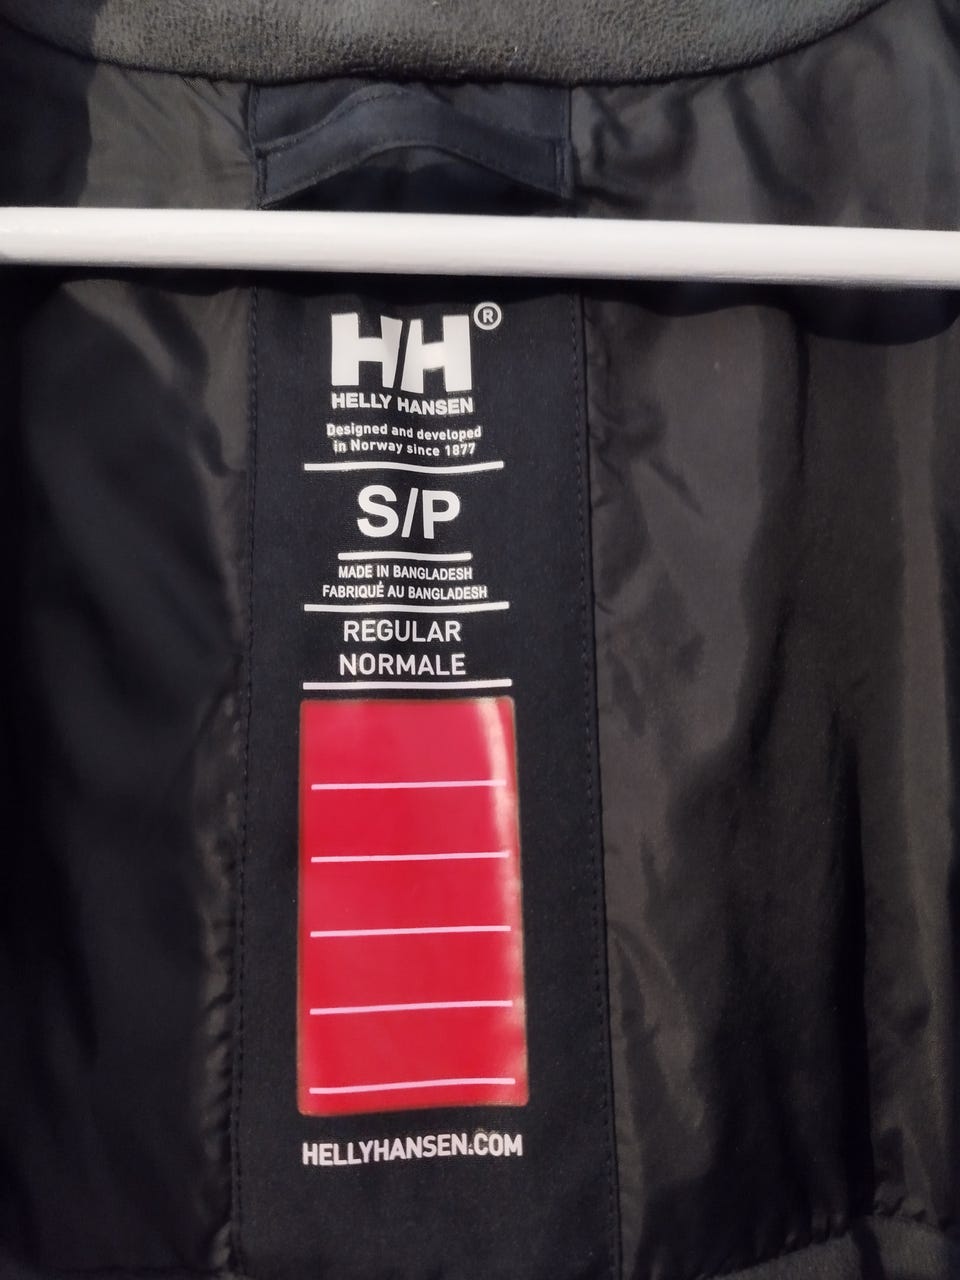 HH®
HELLY HANSEN
Designed and developed
in Norway since 1877
S/P
MADE IN BANGLADESH
FABRIQUÉ AU BANGLADESH
REGULAR
NORMALE
HELLYHANSEN.COM